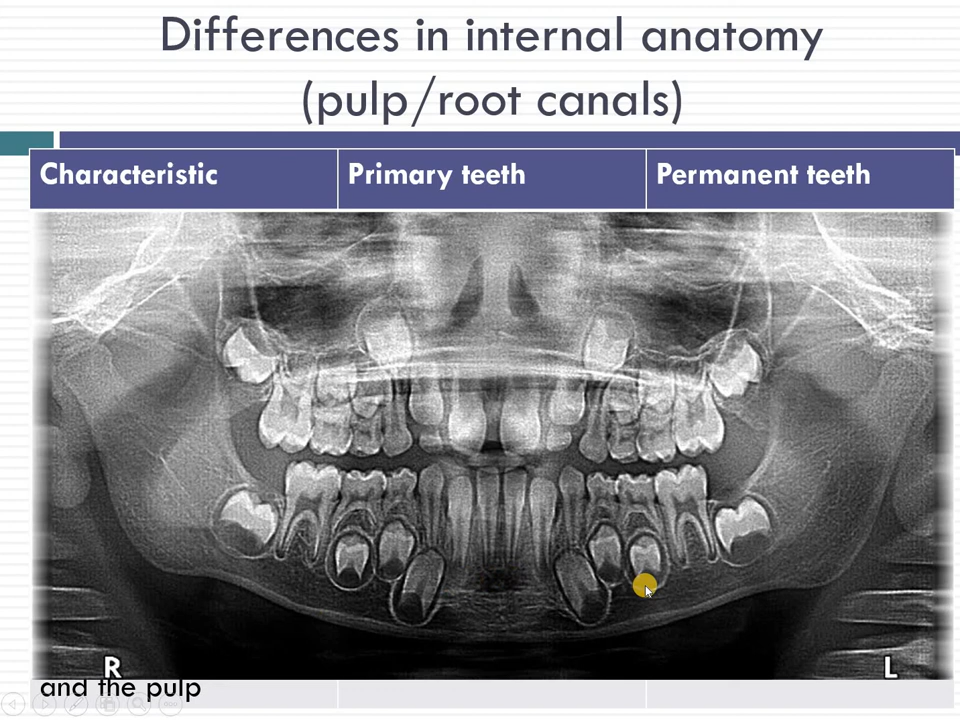 Differences in internal anatomy
(pulp/root canals)
Characteristic
Primary teeth
Permanent teeth
R
L
and the pulp